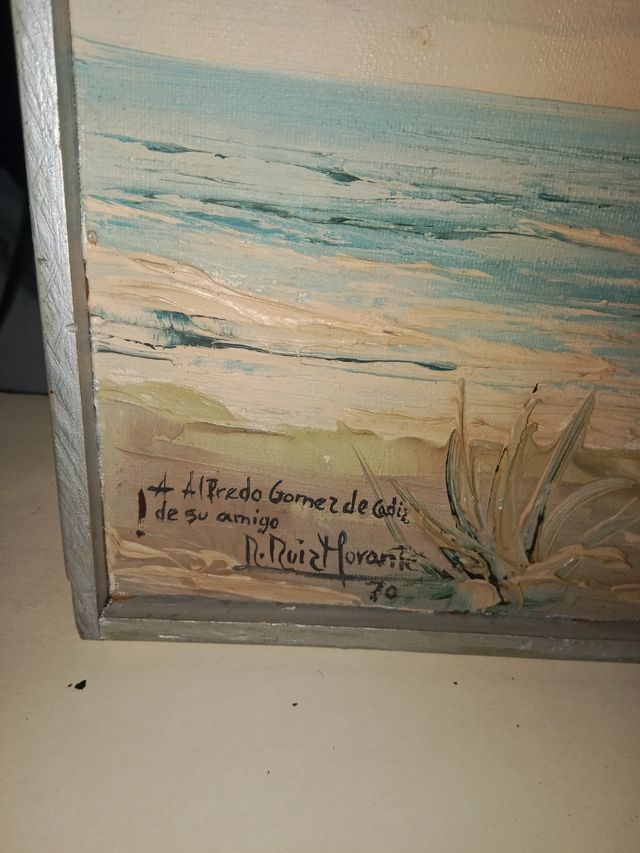 A Alfredo Gomez de Cadiz
de su amigo
R. Ruiz Morante
70